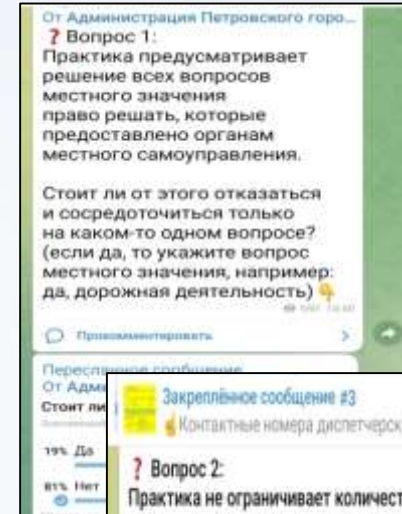 От Администрация Петровского горо...
❓ Вопрос 1:
Практика предусматривает
решение всех вопросов
местного значения
право решать, которые
предоставлено органам
местного самоуправления.
Стоит ли от этого отказаться
и сосредоточиться только
на каком-то одном вопросе?
(если да, то укажите вопрос
местного значения, например:
да, дорожная деятельность) 👇
Прокомментировать
Пересланное сообщение
От Адми
Стоит ли
19% Да
81% Нет
Закреплённое сообщение #3
☝Контактные номера диспетчерск
❓ Вопрос 2:
Практика не ограничивает количест